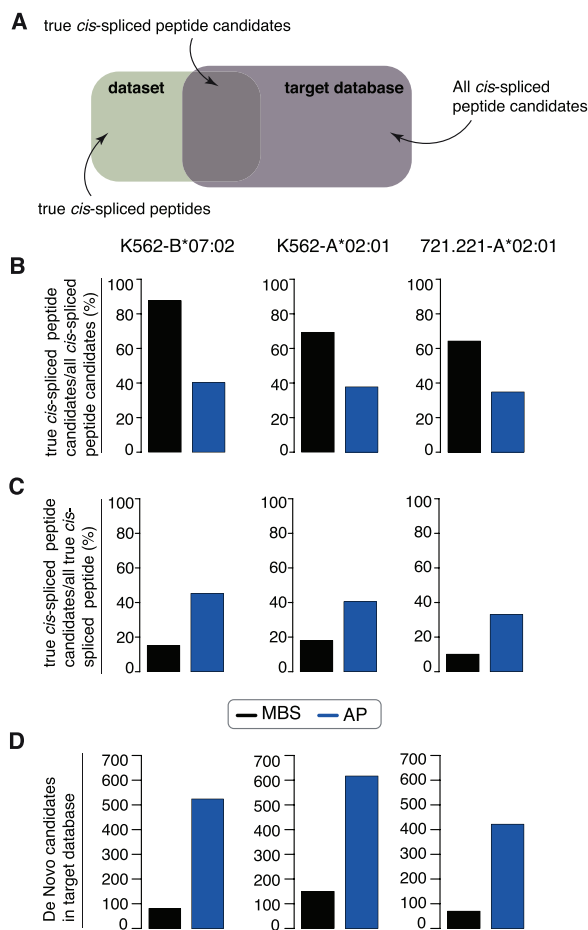 A
true cis-spliced peptide candidates
dataset
target database
All cis-spliced
peptide candidates
true cis-spliced peptides
K562-B*07:02
K562-A*02:01
721.221-A*02:01
B
true cis-spliced peptide
candidates/all cis-spliced
peptide candidates (%)
100
80
60
40
20
0
100
80
60
40
20
0
100
80
60
40
20
0
C
true cis-spliced peptide
candidates/all true cis-
spliced peptide (%)
100
80
60
40
20
0
100
80
60
40
20
0
100
80
60
40
20
0
MBS AP
D
De Novo candidates
in target database
700
600
500
400
300
200
100
0
700
600
500
400
300
200
100
0
700
600
500
400
300
200
100
0